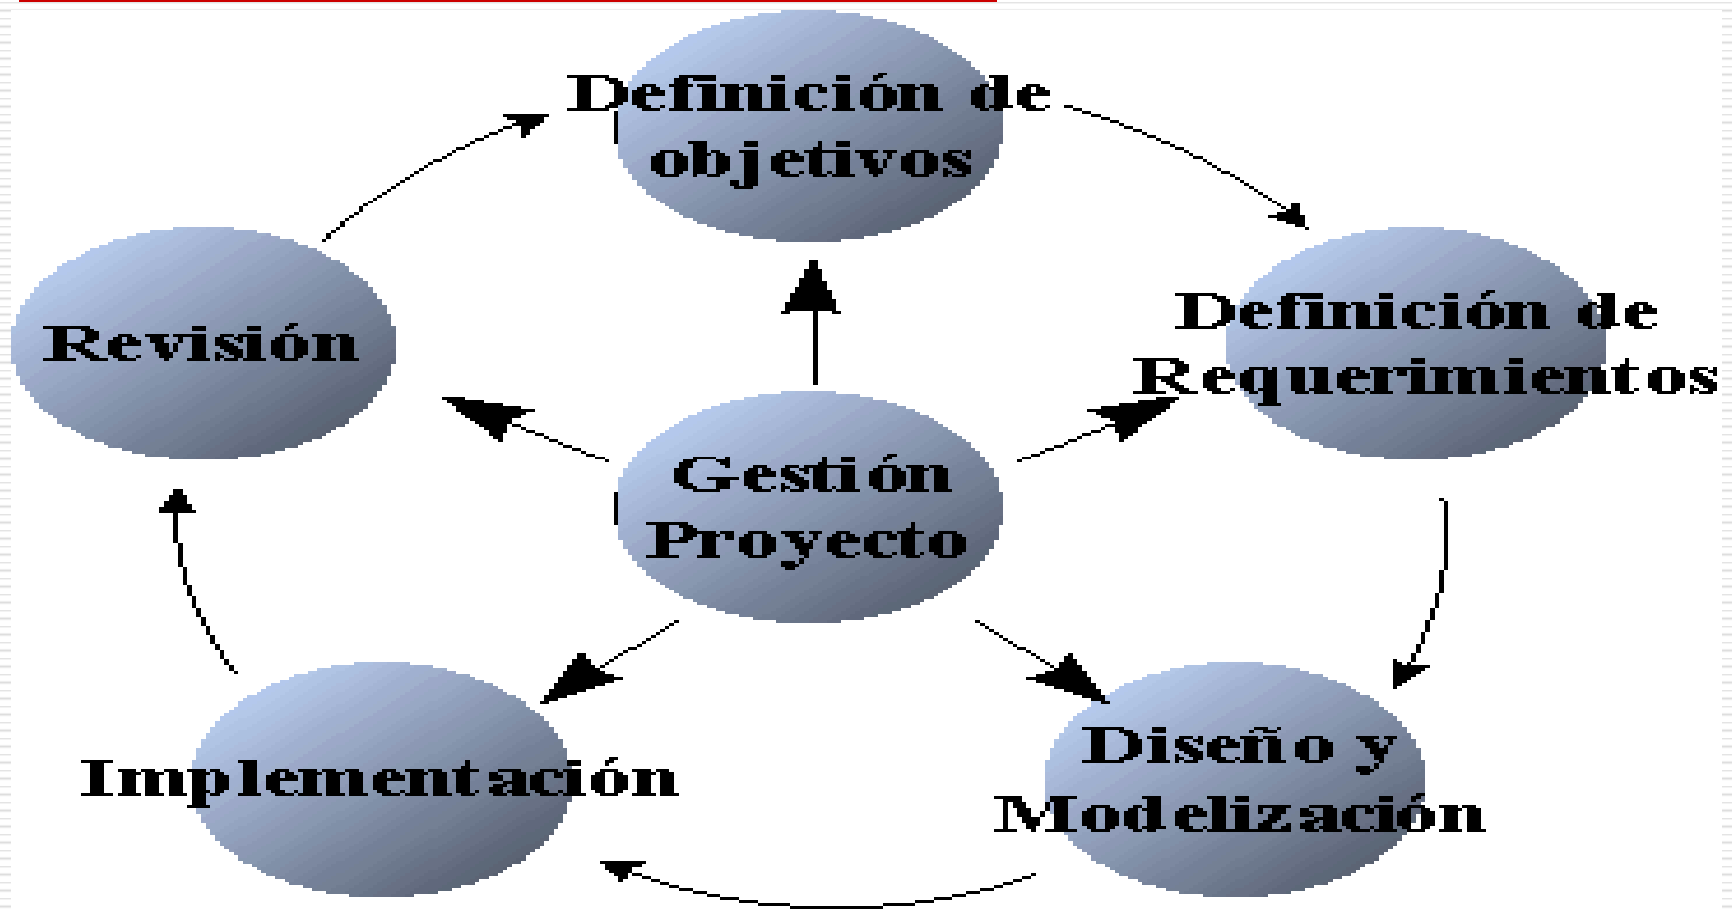 Definición de
objetivos
Definición de
Requerimientos
Revisión
Gestión
Proyecto
Diseño y
Modelización
Implementación